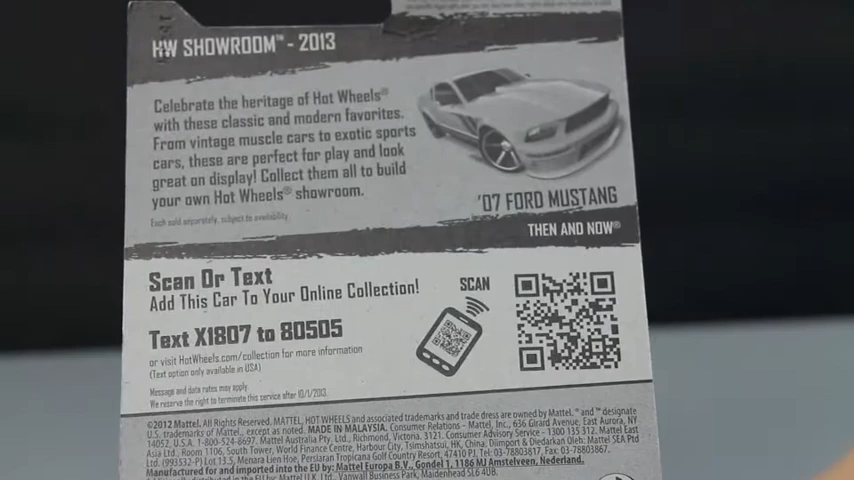 HW SHOWROOM™ - 2013
Celebrate the heritage of Hot Wheels®
with these classic and modern favorites.
From vintage muscle cars to exotic sports
cars, these are perfect for play and look
great on display! Collect them all to build
your own Hot Wheels® showroom.
Each sold separately, subject to availability.
'07 FORD MUSTANG
THEN AND NOW®
Scan Or Text
Add This Car To Your Online Collection!
Text X1807 to 80505
or visit HotWheels.com/collection for more information
(Text option only available in USA)
Message and data rates may apply.
We reserve the right to terminate this service after 10/1/2013.
SCAN
©2012 Mattel. All Rights Reserved. MATTEL, HOT WHEELS and associated trademarks and trade dress are owned by Mattel. ® and ™ designate
U.S. trademarks of Mattel, except as noted. MADE IN MALAYSIA. Consumer Relations - Mattel, Inc., 636 Girard Avenue, East Aurora, NY
14052, U.S.A. 1-800-524-8697. Mattel Australia Pty. Ltd., Richmond, Victoria. 3121. Consumer Advisory Service - 1300 135 312. Mattel East
Asia Ltd., Room 1106, South Tower, World Finance Centre, Harbour City, Tsimshatsui, HK, China. Diimport & Diedarkan Oleh: Mattel SEA Ptd
Ltd. (993532-P) Lot 13.5, Menara Lien Hoe, Persiaran Tropicana Golf Country Resort, 47410 PJ. Tel: 03-78803817, Fax: 03-78803867.
Manufactured for and imported into the EU by: Mattel Europa B.V., Gondel 1, 1186 MJ Amstelveen, Nederland.
Mattel U.K. Ltd., Vanwall Business Park, Maidenhead SL6 4UB.